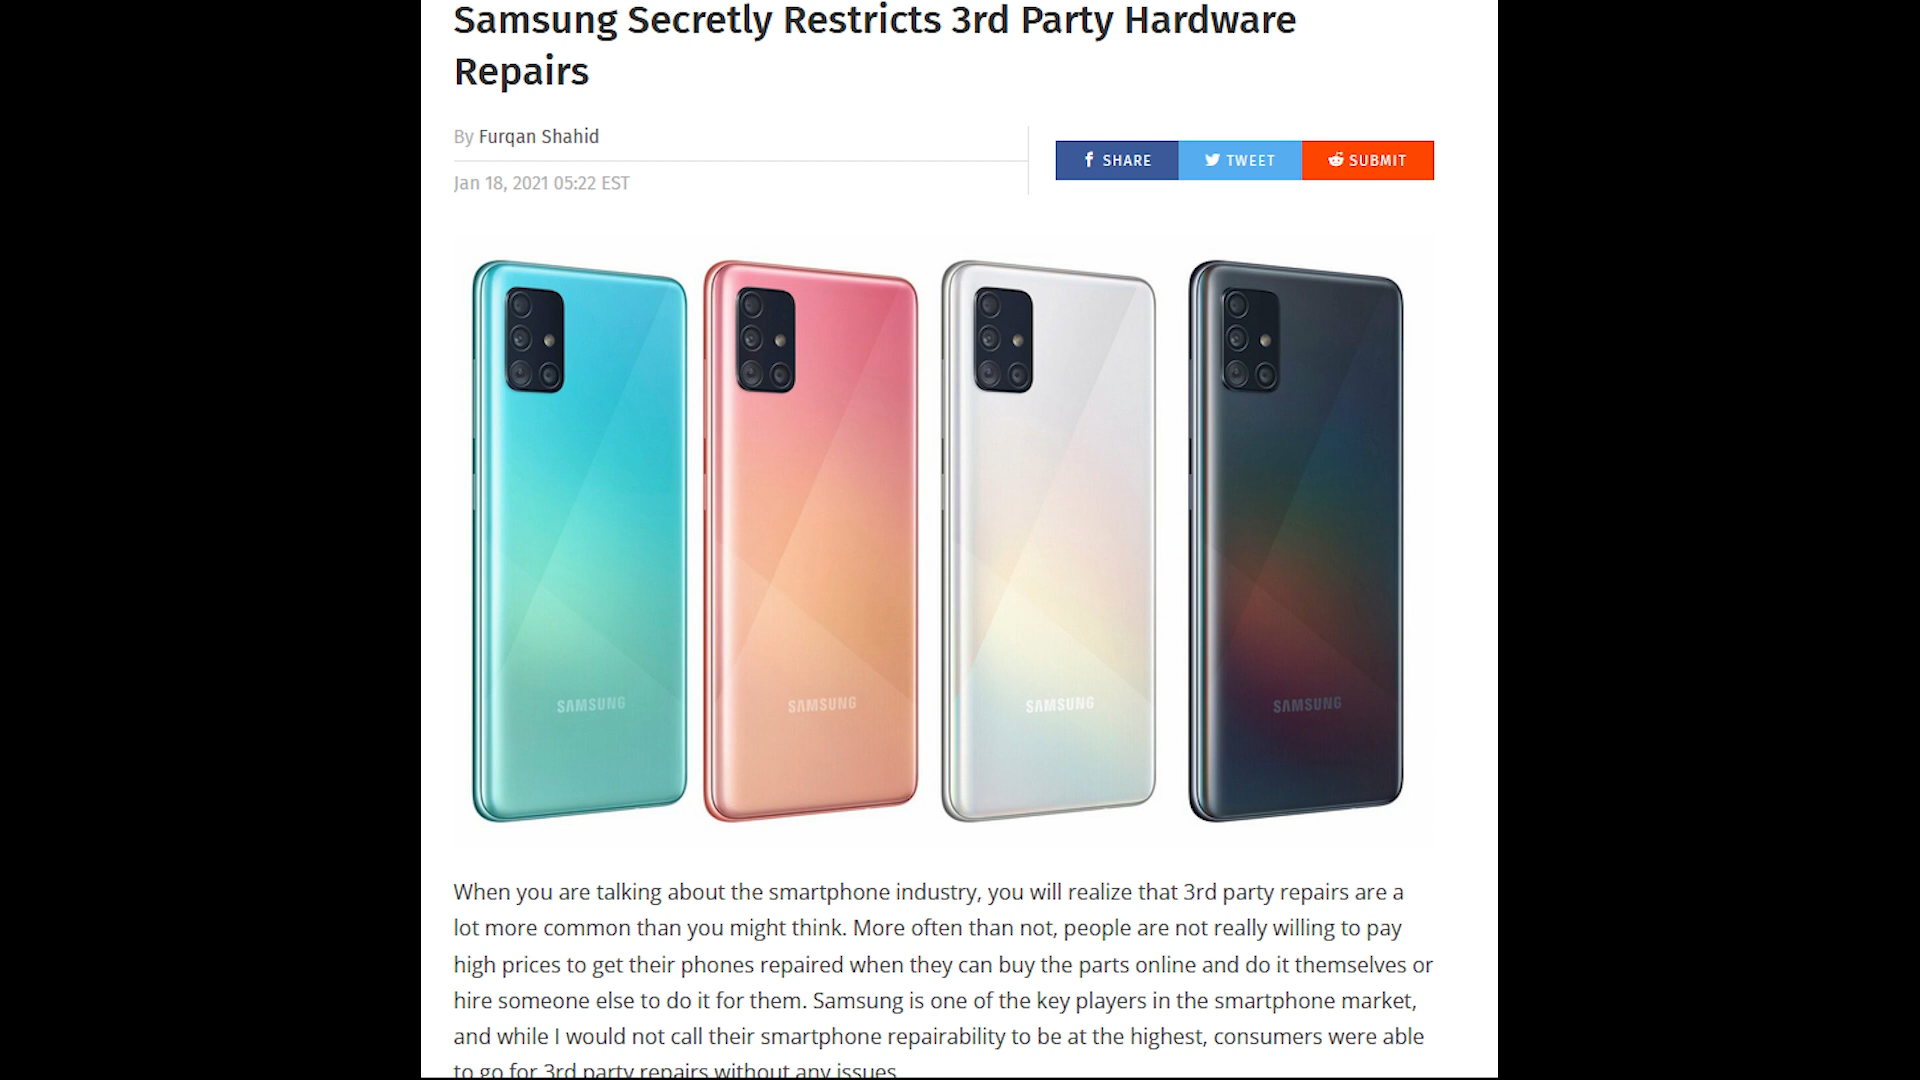 Samsung Secretly Restricts 3rd Party Hardware
Repairs
By Furqan Shahid
Jan 18, 2021 05:22 EST
SHARE
TWEET
SUBMIT
SAMSUNG
SAMSUNG
SAMSUNG
SAMSUNG
When you are talking about the smartphone industry, you will realize that 3rd party repairs are a
lot more common than you might think. More often than not, people are not really willing to pay
high prices to get their phones repaired when they can buy the parts online and do it themselves or
hire someone else to do it for them. Samsung is one of the key players in the smartphone market,
and while I would not call their smartphone repairability to be at the highest, consumers were able
to go for 3rd party repairs without any issues